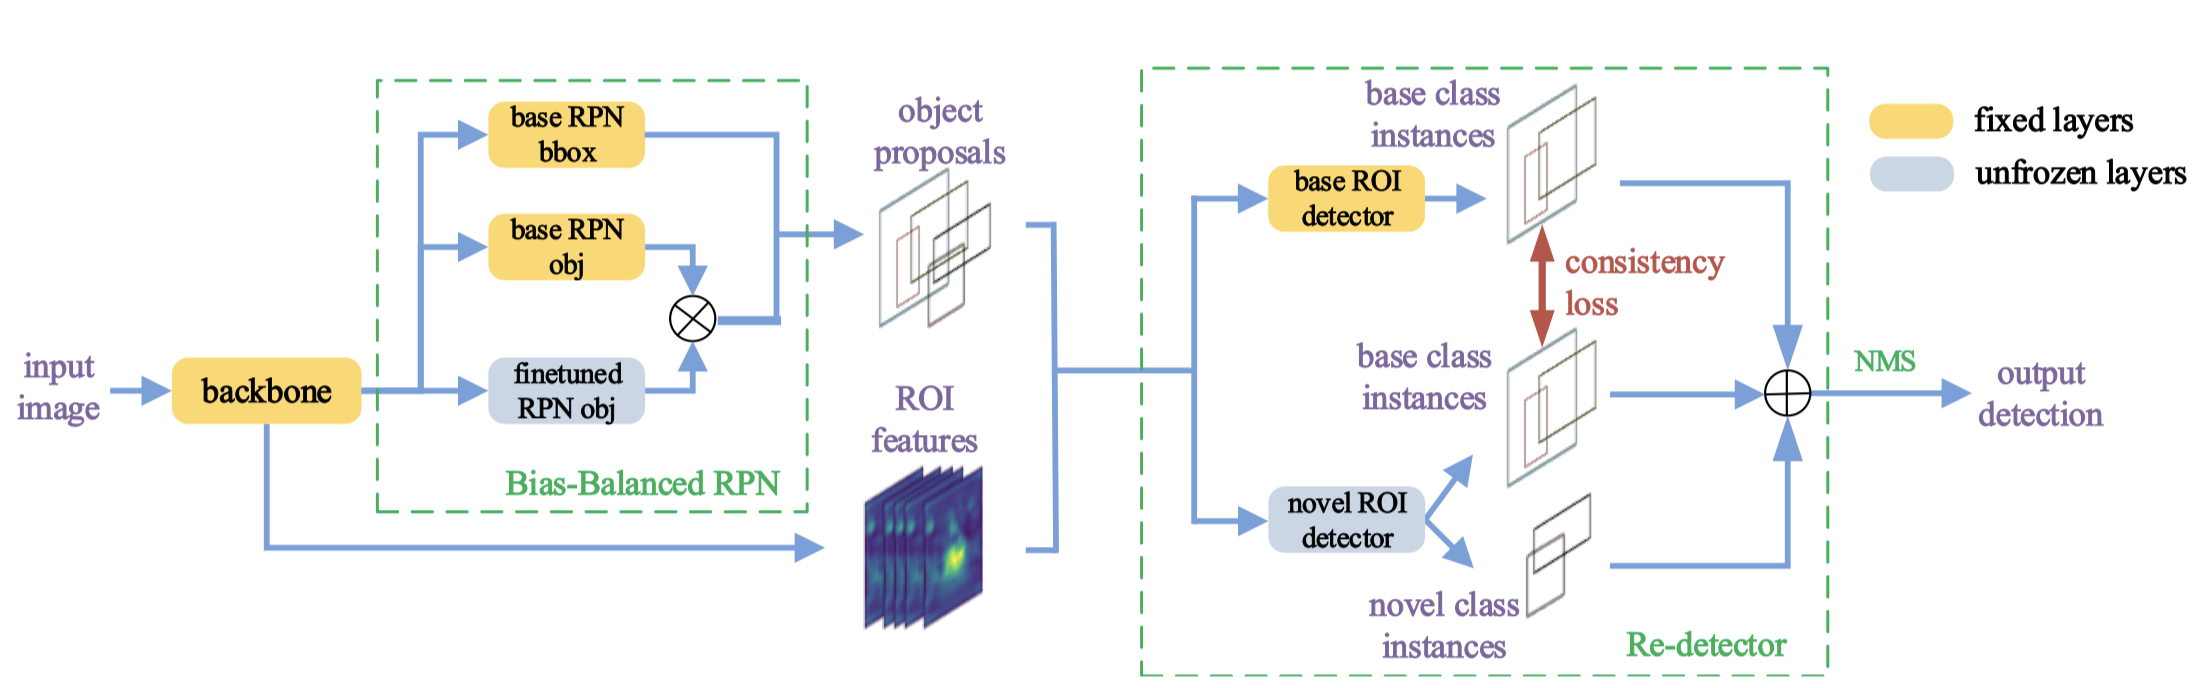 input
image
backbone
base RPN
bbox
base RPN
obj
finetuned
RPN obj
Bias-Balanced RPN
object
proposals
ROI
features
base ROI
detector
novel ROI
detector
base class
instances
consistency
loss
base class
instances
novel class
instances
Re-detector
NMS
output
detection
fixed layers
unfrozen layers